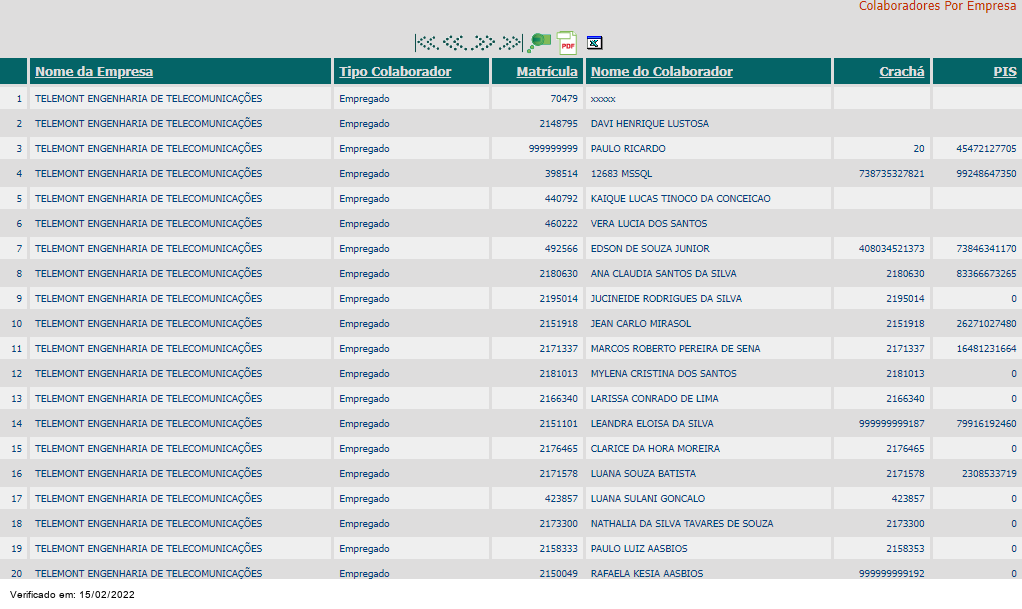 Colaboradores Por Empresa
PDF
Nome da Empresa Tipo Colaborador Matrícula Nome do Colaborador Crachá PIS
1 TELEMONT ENGENHARIA DE TELECOMUNICAÇÕES Empregado 70479 xxxxx
2 TELEMONT ENGENHARIA DE TELECOMUNICAÇÕES Empregado 2148795 DAVI HENRIQUE LUSTOSA
3 TELEMONT ENGENHARIA DE TELECOMUNICAÇÕES Empregado 999999999 PAULO RICARDO 20 45472127705
4 TELEMONT ENGENHARIA DE TELECOMUNICAÇÕES Empregado 398514 12683 MSSQL 738735327821 99248647350
5 TELEMONT ENGENHARIA DE TELECOMUNICAÇÕES Empregado 440792 KAIQUE LUCAS TINOCO DA CONCEICAO
6 TELEMONT ENGENHARIA DE TELECOMUNICAÇÕES Empregado 460222 VERA LUCIA DOS SANTOS
7 TELEMONT ENGENHARIA DE TELECOMUNICAÇÕES Empregado 492566 EDSON DE SOUZA JUNIOR 408034521373 73846341170
8 TELEMONT ENGENHARIA DE TELECOMUNICAÇÕES Empregado 2180630 ANA CLAUDIA SANTOS DA SILVA 2180630 83366673265
9 TELEMONT ENGENHARIA DE TELECOMUNICAÇÕES Empregado 2195014 JUCINEIDE RODRIGUES DA SILVA 2195014 0
10 TELEMONT ENGENHARIA DE TELECOMUNICAÇÕES Empregado 2151918 JEAN CARLO MIRASOL 2151918 26271027480
11 TELEMONT ENGENHARIA DE TELECOMUNICAÇÕES Empregado 2171337 MARCOS ROBERTO PEREIRA DE SENA 2171337 16481231664
12 TELEMONT ENGENHARIA DE TELECOMUNICAÇÕES Empregado 2181013 MYLENA CRISTINA DOS SANTOS 2181013 0
13 TELEMONT ENGENHARIA DE TELECOMUNICAÇÕES Empregado 2166340 LARISSA CONRADO DE LIMA 2166340 0
14 TELEMONT ENGENHARIA DE TELECOMUNICAÇÕES Empregado 2151101 LEANDRA ELOISA DA SILVA 999999999187 79916192460
15 TELEMONT ENGENHARIA DE TELECOMUNICAÇÕES Empregado 2176465 CLARICE DA HORA MOREIRA 2176465 0
16 TELEMONT ENGENHARIA DE TELECOMUNICAÇÕES Empregado 2171578 LUANA SOUZA BATISTA 2171578 2308533719
17 TELEMONT ENGENHARIA DE TELECOMUNICAÇÕES Empregado 423857 LUANA SULANI GONCALO 423857 0
18 TELEMONT ENGENHARIA DE TELECOMUNICAÇÕES Empregado 2173300 NATHALIA DA SILVA TAVARES DE SOUZA 2173300 0
19 TELEMONT ENGENHARIA DE TELECOMUNICAÇÕES Empregado 2158333 PAULO LUIZ AASBIOS 2158353 0
20 TELEMONT ENGENHARIA DE TELECOMUNICAÇÕES Empregado 2150049 RAFAELA KESIA AASBIOS 999999999192 0
Verificado em: 15/02/2022